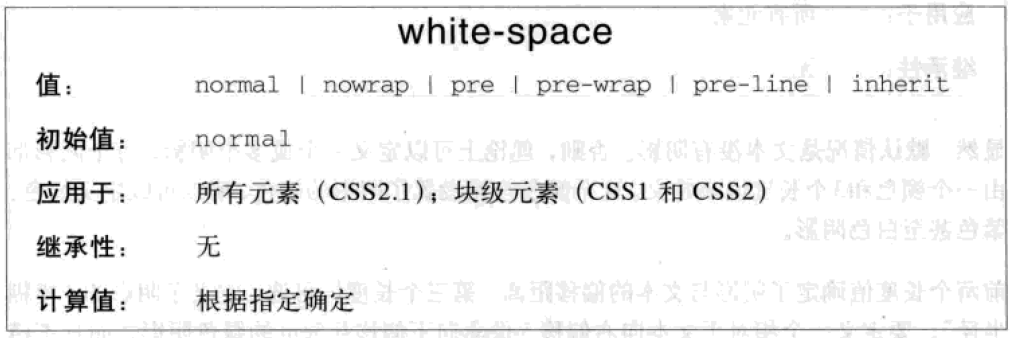 white-space
值： normal | nowrap | pre | pre-wrap | pre-line | inherit
初始值： normal
应用于： 所有元素（CSS2.1）；块级元素（CSS1 和 CSS2）
继承性： 无
计算值： 根据指定确定